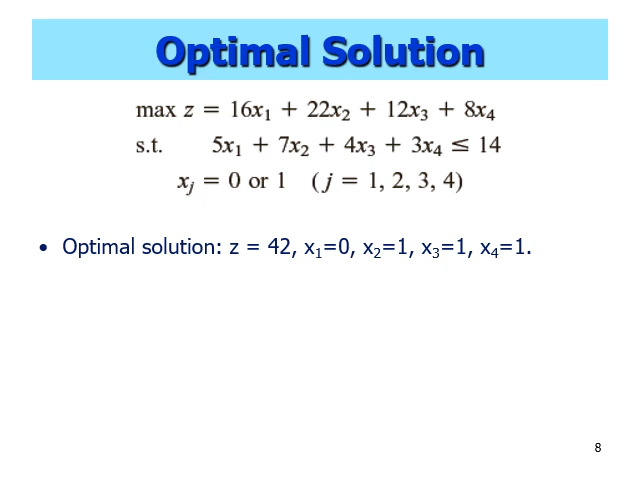 Optimal Solution
max z = 16x₁ + 22x₂ + 12x₃ + 8x₄
s.t. 5x₁ + 7x₂ + 4x₃ + 3x₄ ≤ 14
xⱼ = 0 or 1 (j = 1, 2, 3, 4)
• Optimal solution: z = 42, x₁=0, x₂=1, x₃=1, x₄=1.
8